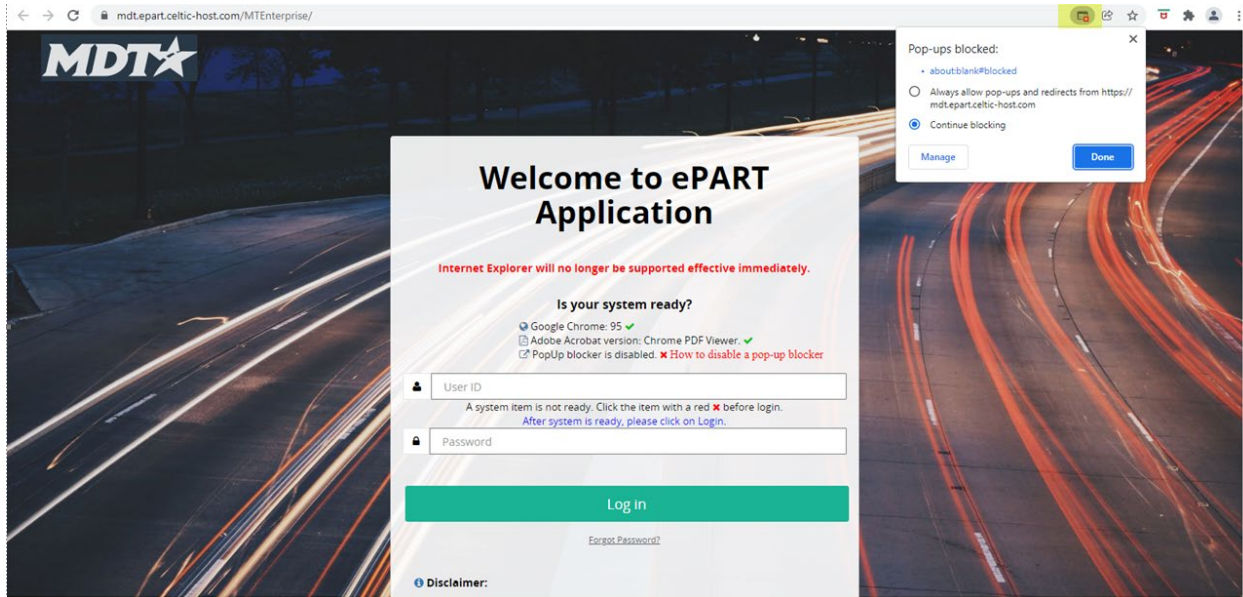 mdt.epart.celtic-host.com/MTEnterprise/
MDT
Pop-ups blocked:
• about:blank#blocked
Always allow pop-ups and redirects from https://
mdt.epart.celtic-host.com
Continue blocking
Manage
Done
Welcome to ePART
Application
Internet Explorer will no longer be supported effective immediately.
Is your system ready?
Google Chrome: 95 ✔
Adobe Acrobat version: Chrome PDF Viewer. ✔
PopUp blocker is disabled. ✖ How to disable a pop-up blocker
User ID
A system item is not ready. Click the item with a red ✖ before login.
After system is ready, please click on Login.
Password
Log in
Forgot Password?
Disclaimer: